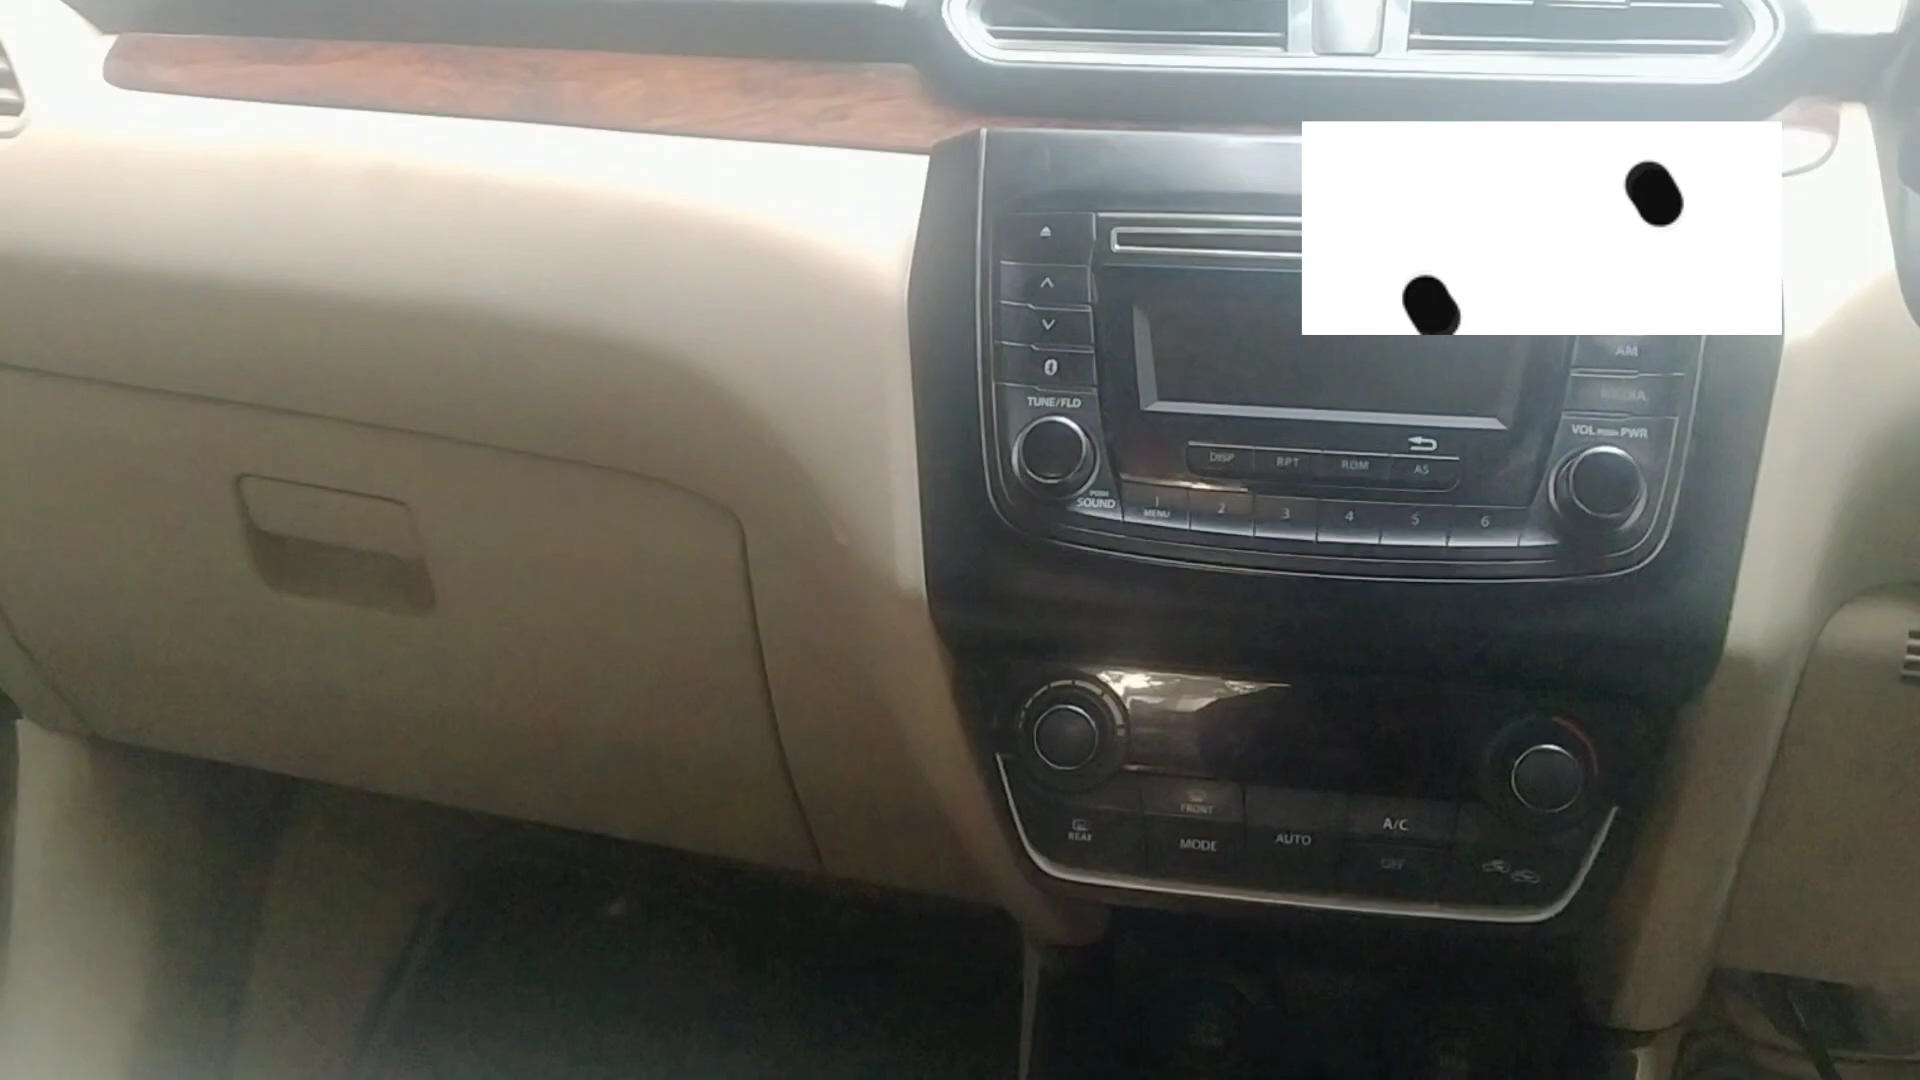 AM
MEDIA
TUNE/FLD
VOL PUSH PWR
DISP RPT RDM AS
PUSH
SOUND
1 2 3 4 5 6
MENU
FRONT
REAR MODE AUTO A/C
OFF